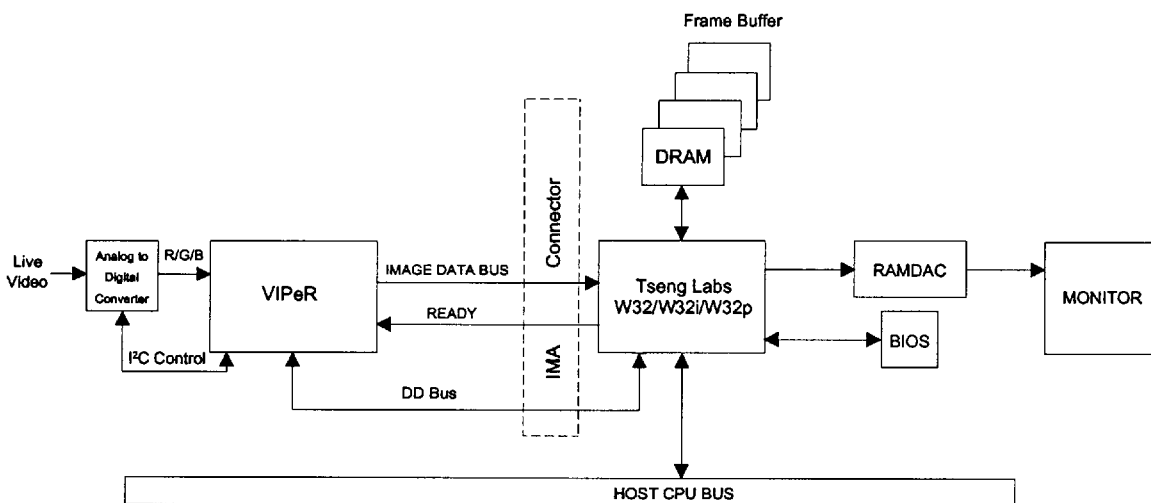 Frame Buffer
DRAM
Connector
IMA
Live
Video
Analog to
Digital
Converter
R/G/B
VIPeR
I²C Control
IMAGE DATA BUS
READY
DD Bus
Tseng Labs
W32/W32i/W32p
RAMDAC
BIOS
MONITOR
HOST CPU BUS